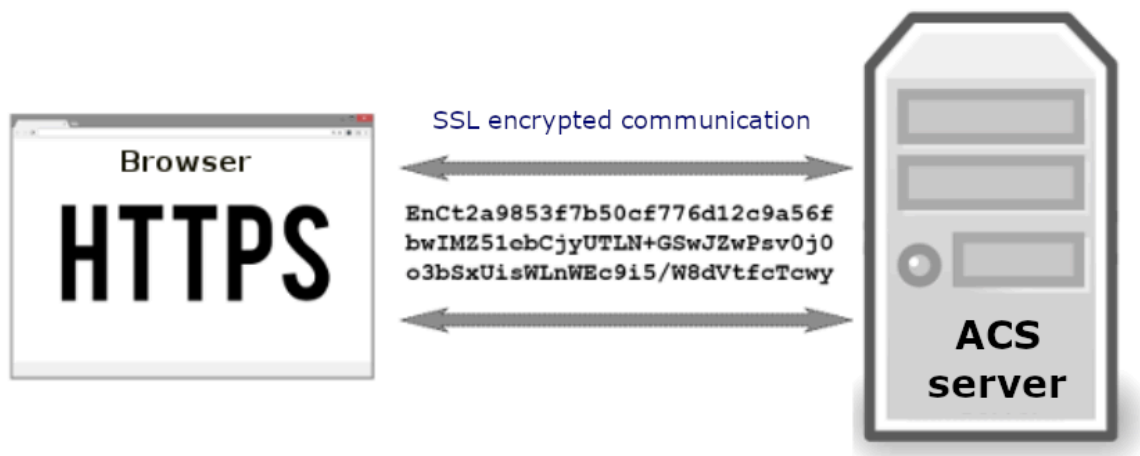 SSL encrypted communication
Browser
HTTPS
EnCt2a9853f7b50cf776d12c9a56f
bwIMZ51ebCjyUTLN+GSwJZwPsv0j0
o3bSxUisWLnWEc9i5/W8dVtfcTcwy
ACS
server